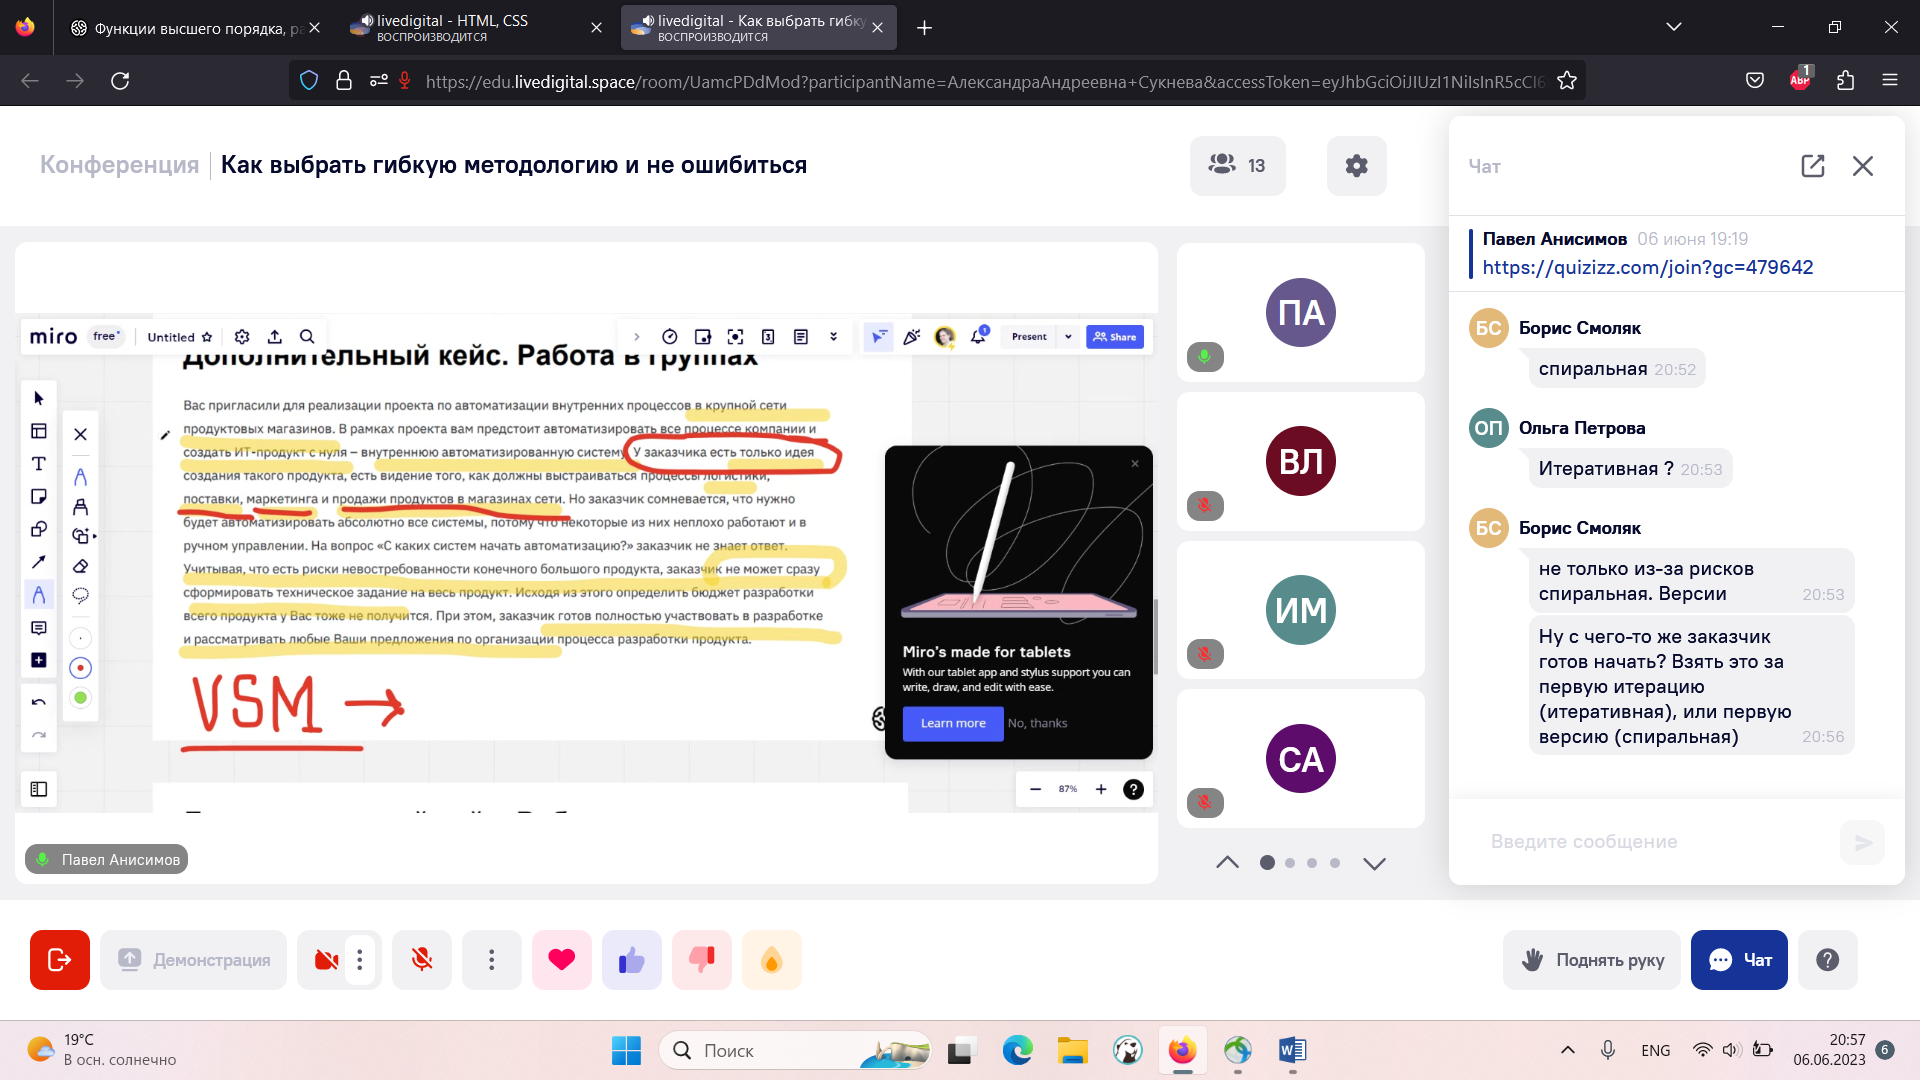 Функции высшего порядка, ра
livedigital - HTML, CSS
ВОСПРОИЗВОДИТСЯ
livedigital - Как выбрать гибку
ВОСПРОИЗВОДИТСЯ
https://edu.livedigital.space/room/UamcPDdMod?participantName=АлександраАндреевна+Сукнева&accessToken=eyJhbGciOiJIUzI1NiIsInR5cCI6
ABP
1
Конференция
Как выбрать гибкую методологию и не ошибиться
13
miro
free
Untitled
Present
Share
1
3
Дополнительный кейс. Работа в группах
Вас пригласили для реализации проекта по автоматизации внутренних процессов в крупной сети
продуктовых магазинов. В рамках проекта вам предстоит автоматизировать все процессе компании и
создать ИТ-продукт с нуля – внутреннюю автоматизированную систему. У заказчика есть только идея
создания такого продукта, есть видение того, как должны выстраиваться процессы логистики,
поставки, маркетинга и продажи продуктов в магазинах сети. Но заказчик сомневается, что нужно
будет автоматизировать абсолютно все системы, потому что некоторые из них неплохо работают и в
ручном управлении. На вопрос «С каких систем начать автоматизацию?» заказчик не знает ответ.
Учитывая, что есть риски невостребованности конечного большого продукта, заказчик не может сразу
сформировать техническое задание на весь продукт. Исходя из этого определить бюджет разработки
всего продукта у Вас тоже не получится. При этом, заказчик готов полностью участвовать в разработке
и рассматривать любые Ваши предложения по организации процесса разработки продукта.
VSM →
Miro's made for tablets
With our tablet app and stylus support you can
write, draw, and edit with ease.
Learn more
No, thanks
87%
Павел Анисимов
ПА
ВЛ
ИМ
СА
Чат
Павел Анисимов 06 июня 19:19
https://quizizz.com/join?gc=479642
БС
Борис Смоляк
спиральная 20:52
ОП
Ольга Петрова
Итеративная ? 20:53
БС
Борис Смоляк
не только из-за рисков
спиральная. Версии 20:53
Ну с чего-то же заказчик
готов начать? Взять это за
первую итерацию
(итеративная), или первую
версию (спиральная) 20:56
Введите сообщение
Демонстрация
Поднять руку
Чат
19°C
В осн. солнечно
Поиск
ENG
20:57
06.06.2023
6